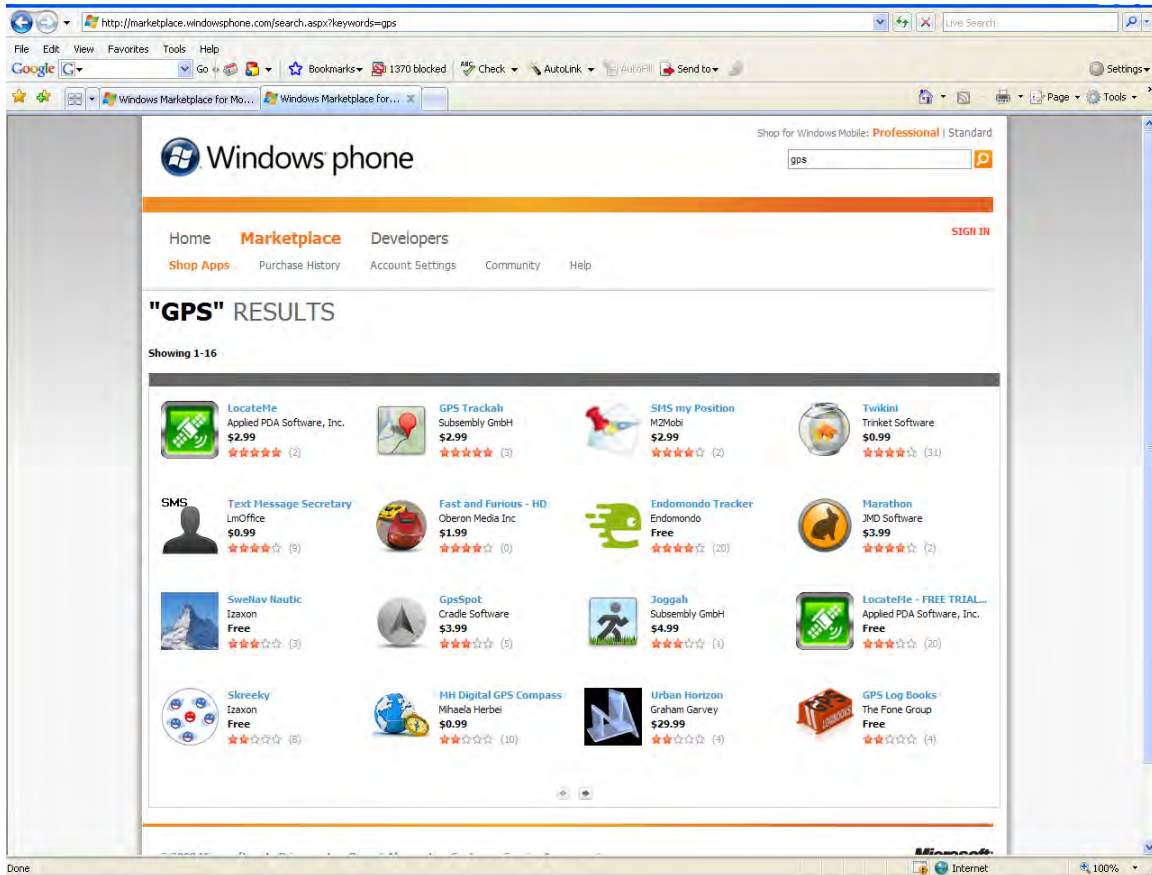 http://marketplace.windowsphone.com/search.aspx?keywords=gps
Live Search
File Edit View Favorites Tools Help
Google G Go Bookmarks 1370 blocked Check AutoLink AutoFill Send to Settings
Windows Marketplace for Mo... Windows Marketplace for... Page Tools
Shop for Windows Mobile: Professional | Standard
Windows phone
gps
SIGN IN
Home Marketplace Developers
Shop Apps Purchase History Account Settings Community Help
"GPS" RESULTS
Showing 1-16
LocateMe GPS Trackah SMS my Position Twikini
Applied PDA Software, Inc. Subsembly GmbH M2Mobi Trinket Software
$2.99 $2.99 $2.99 $0.99
(2) (3) (2) (31)
SMS
Text Message Secretary Fast and Furious - HD Endomondo Tracker Marathon
LmOffice Oberon Media Inc Endomondo JMD Software
$0.99 $1.99 Free $3.99
(9) (0) (20) (2)
SweNav Nautic GpsSpot Joggah LocateMe - FREE TRIAL...
Izaxon Cradle Software Subsembly GmbH Applied PDA Software, Inc.
Free $3.99 $4.99 Free
(3) (5) (1) (20)
Skreeky MH Digital GPS Compass Urban Horizon GPS Log Books
Izaxon Mihaela Herbei Graham Garvey The Fone Group
Free $0.99 $29.99 Free
(8) (10) (4) (4)
GPS
LOGBOOKS
Microsoft
Done Internet 100%